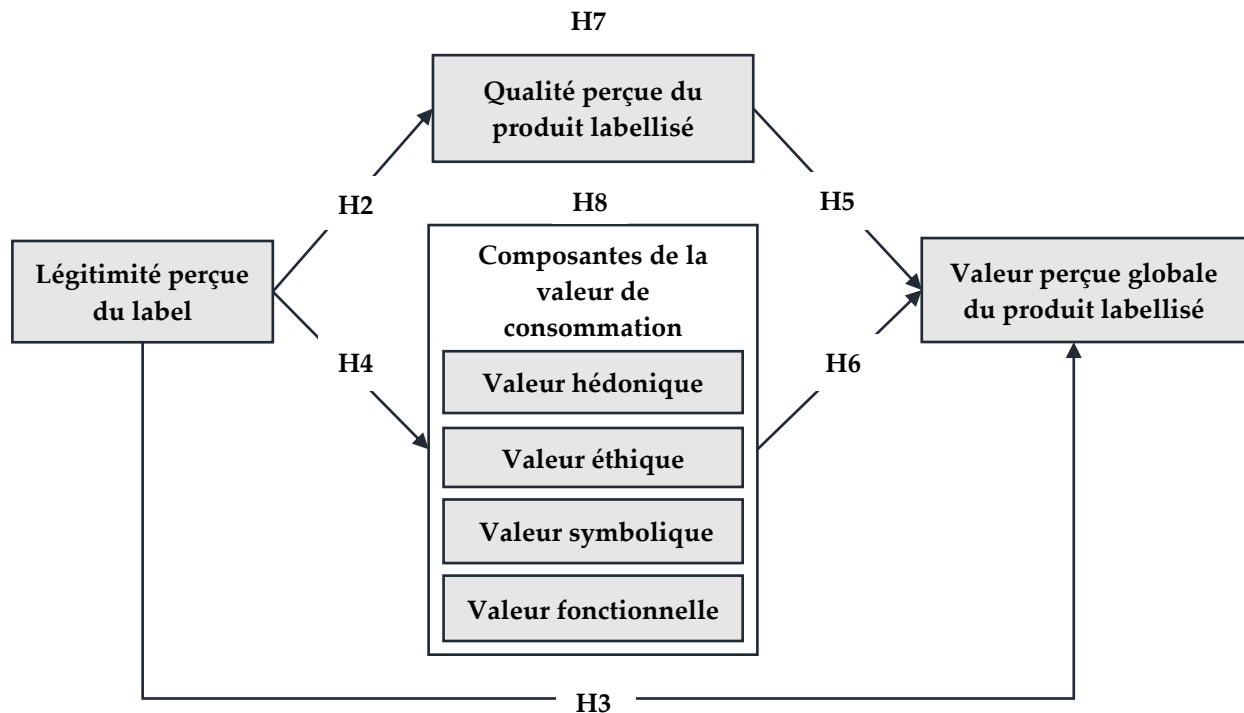 H7
Qualité perçue du
produit labellisé
H2
H5
H8
Légitimité perçue
du label
Composantes de la
valeur de
consommation
Valeur perçue globale
du produit labellisé
H4
H6
Valeur hédonique
Valeur éthique
Valeur symbolique
Valeur fonctionnelle
H3